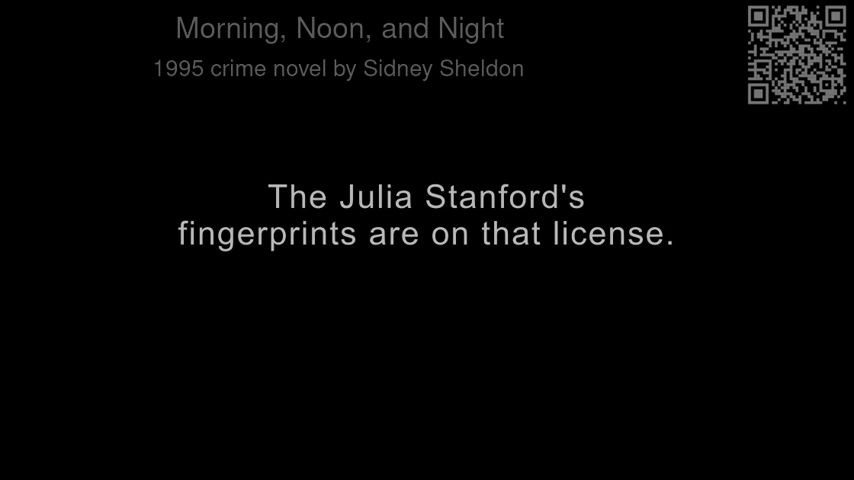 Morning, Noon, and Night
1995 crime novel by Sidney Sheldon
The Julia Stanford's
fingerprints are on that license.